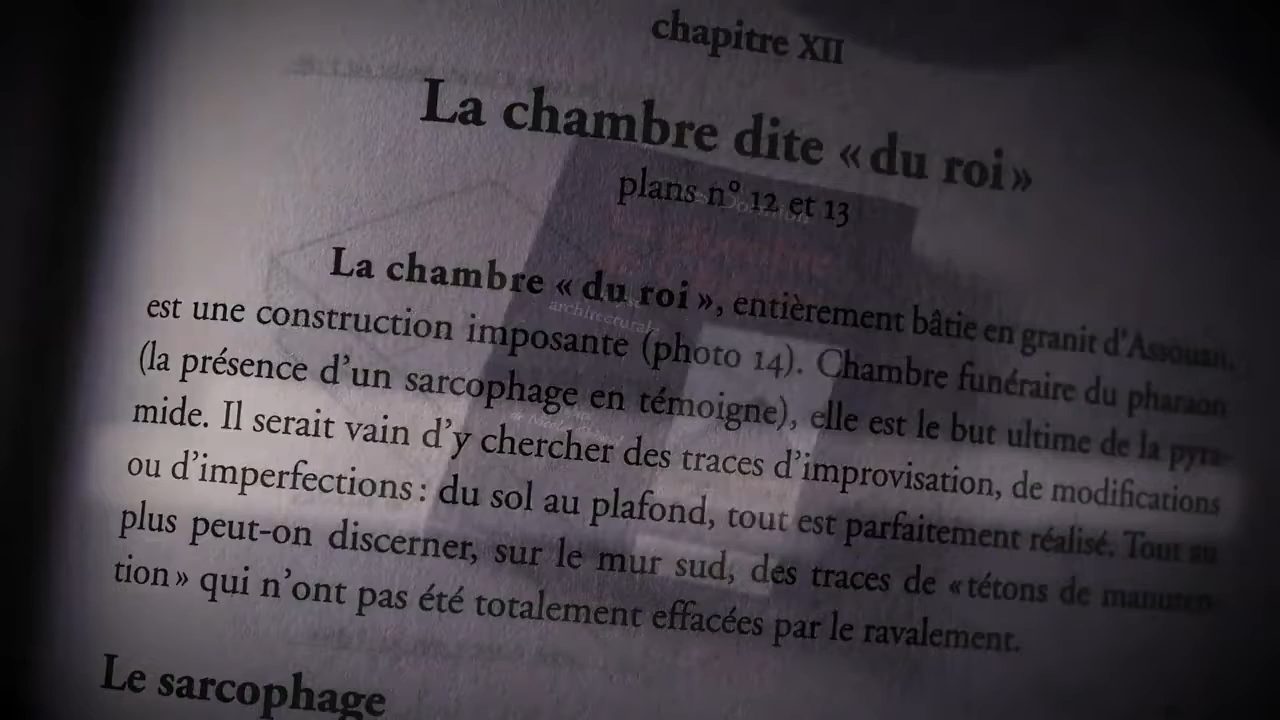 chapitre XII
La chambre dite « du roi »
plans n° 12 et 13
La chambre « du roi », entièrement bâtie en granit d'Assouan,
est une construction imposante (photo 14). Chambre funéraire du pharaon
(la présence d'un sarcophage en témoigne), elle est le but ultime de la pyra-
mide. Il serait vain d'y chercher des traces d'improvisation, de modifications
ou d'imperfections : du sol au plafond, tout est parfaitement réalisé. Tout au
plus peut-on discerner, sur le mur sud, des traces de « tétons de manuten-
tion » qui n'ont pas été totalement effacées par le ravalement.
Le sarcophage
architecturale